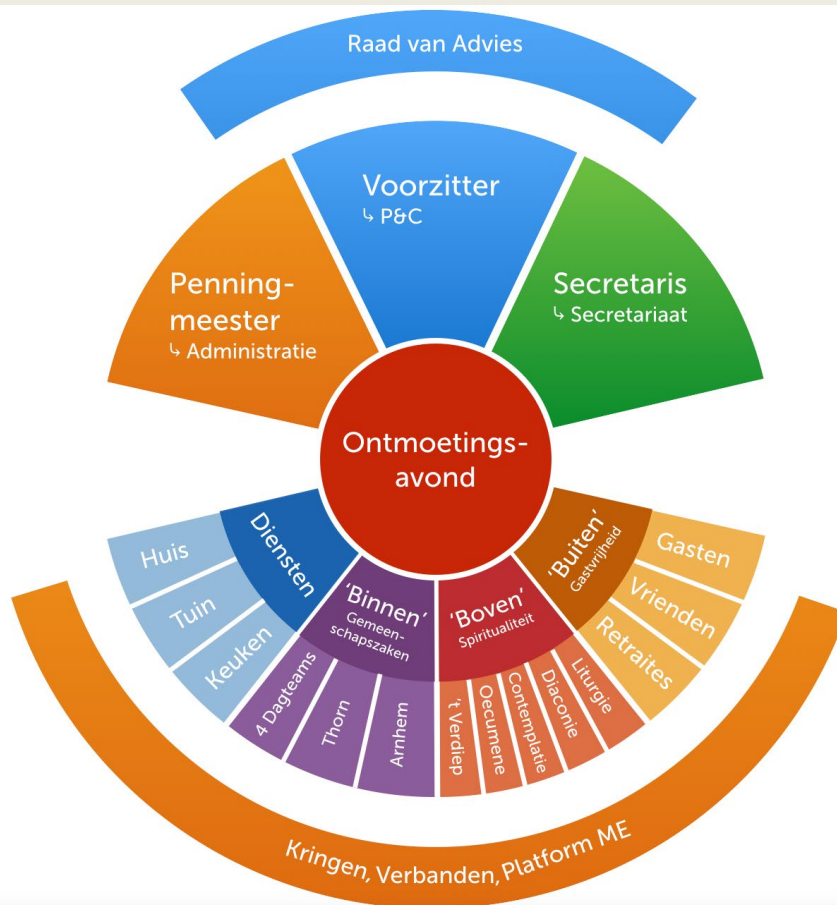 Raad van Advies
Voorzitter
↳ P&C
Penning-
meester
↳ Administratie
Secretaris
↳ Secretariaat
Ontmoetings-
avond
Diensten
Huis
Tuin
Keuken
'Binnen'
Gemeen-
schapszaken
4 Dagteams
Thorn
Arnhem
'Boven'
Spiritualiteit
't Verdiep
Oecumene
Contemplatie
Diaconie
Liturgie
'Buiten'
Gastvrijheid
Gasten
Vrienden
Retraites
Kringen, Verbanden, Platform ME